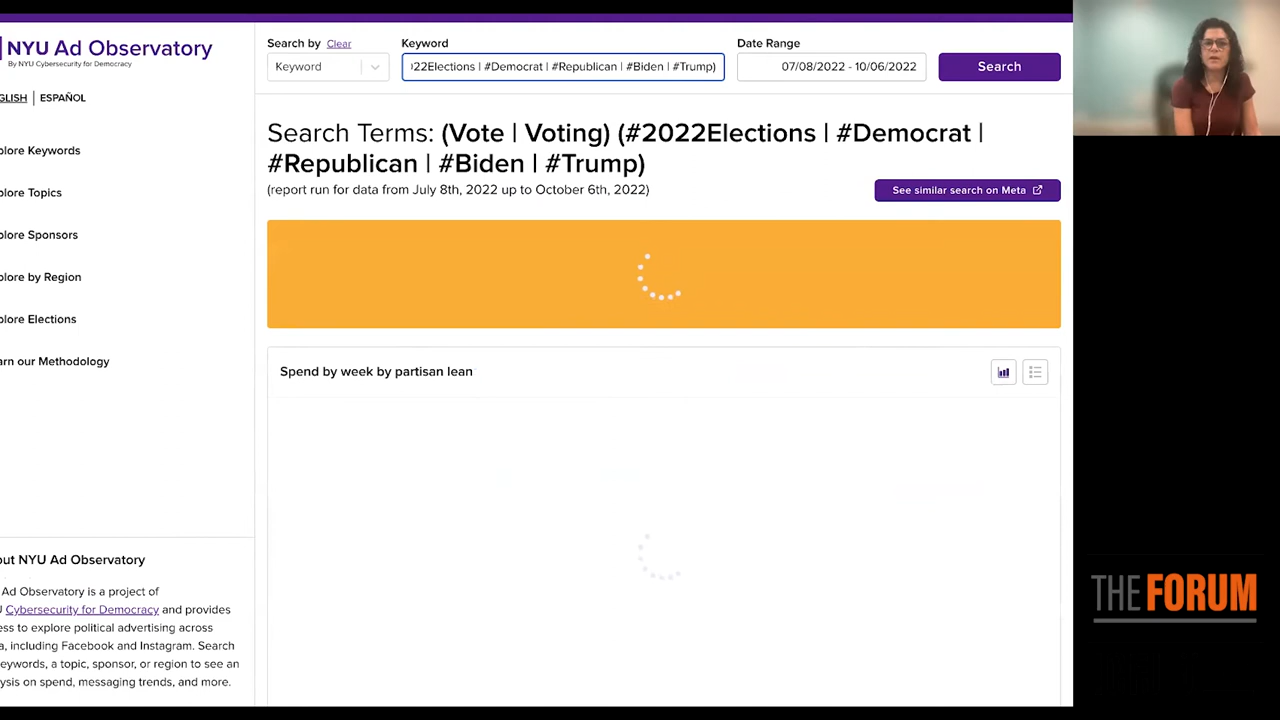 NYU Ad Observatory
By NYU Cybersecurity for Democracy
GLISH | ESPAÑOL
plore Keywords
plore Topics
plore Sponsors
plore by Region
plore Elections
arn our Methodology
out NYU Ad Observatory
Ad Observatory is a project of
U Cybersecurity for Democracy and provides
ess to explore political advertising across
a, including Facebook and Instagram. Search
eywords, a topic, sponsor, or region to see an
ysis on spend, messaging trends, and more.
Search by Clear
Keyword
Keyword
22Elections | #Democrat | #Republican | #Biden | #Trump)
Date Range
07/08/2022 - 10/06/2022
Search
Search Terms: (Vote | Voting) (#2022Elections | #Democrat |
#Republican | #Biden | #Trump)
(report run for data from July 8th, 2022 up to October 6th, 2022)
See similar search on Meta
Spend by week by partisan lean
THE FORUM